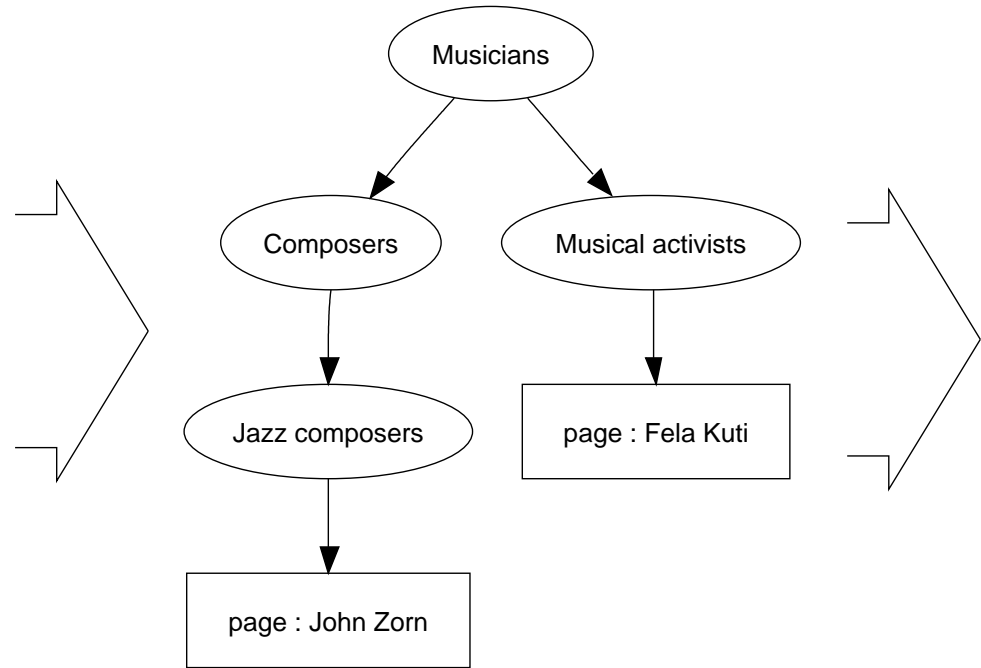 Musicians
Composers
Musical activists
Jazz composers
page : Fela Kuti
page : John Zorn